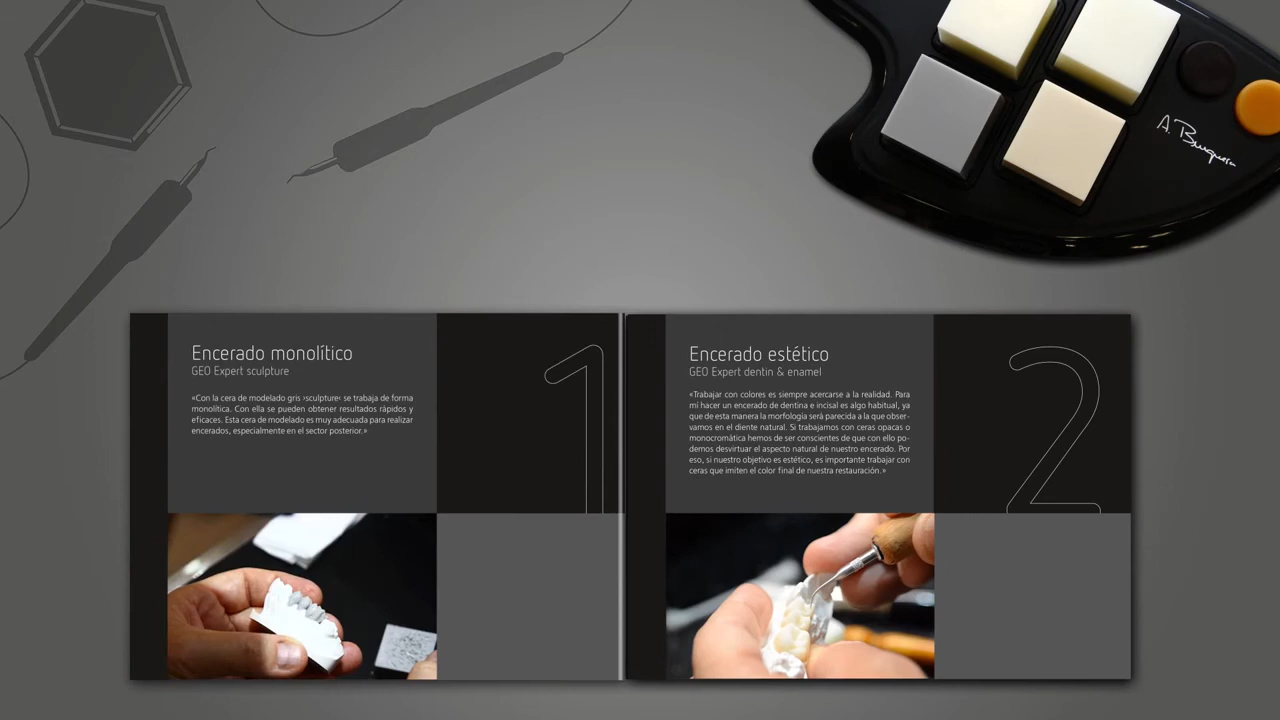 A. Bruguera
Encerado monolítico
GEO Expert sculpture
«Con la cera de modelado gris ›sculpture‹ se trabaja de forma
monolítica. Con ella se pueden obtener resultados rápidos y
eficaces. Esta cera de modelado es muy adecuada para realizar
encerados, especialmente en el sector posterior.»
1
Encerado estético
GEO Expert dentin & enamel
«Trabajar con colores es siempre acercarse a la realidad. Para
mí hacer un encerado de dentina e incisal es algo habitual, ya
que de esta manera la morfología será parecida a la que obser-
vamos en el diente natural. Si trabajamos con ceras opacas o
monocromática hemos de ser conscientes de que con ello po-
demos desvirtuar el aspecto natural de nuestro encerado. Por
eso, si nuestro objetivo es estético, es importante trabajar con
ceras que imiten el color final de nuestra restauración.»
2